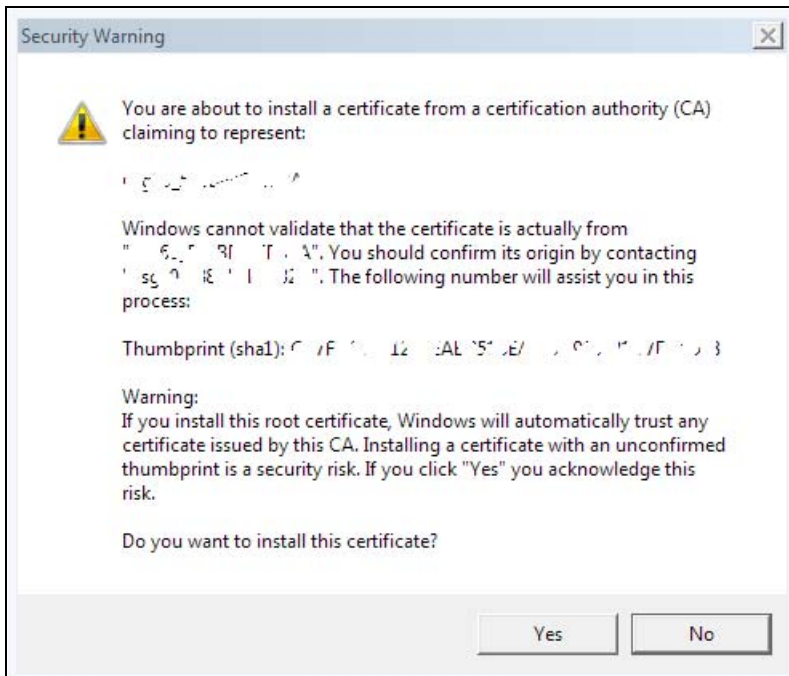 Security Warning
You are about to install a certificate from a certification authority (CA)
claiming to represent:
Windows cannot validate that the certificate is actually from
". You should confirm its origin by contacting
". The following number will assist you in this
process:
Thumbprint (sha1):
Warning:
If you install this root certificate, Windows will automatically trust any
certificate issued by this CA. Installing a certificate with an unconfirmed
thumbprint is a security risk. If you click "Yes" you acknowledge this
risk.
Do you want to install this certificate?
Yes
No